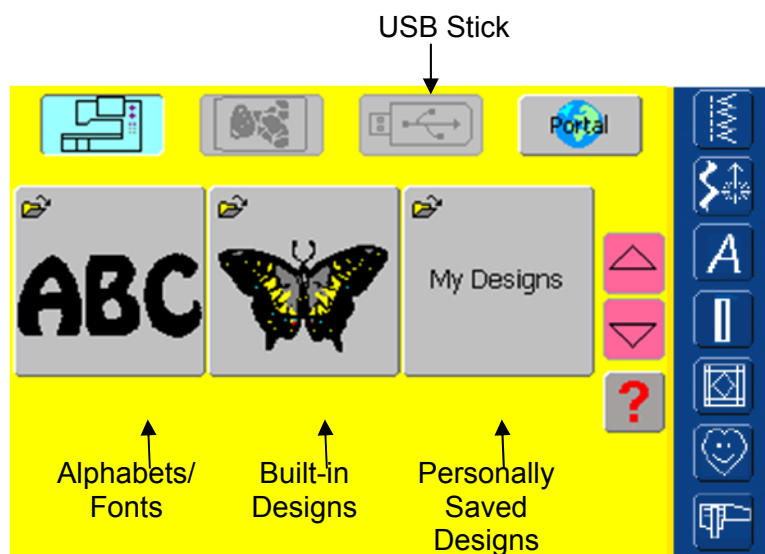 USB Stick
Portal
ABC
My Designs
A
?
Alphabets/
Fonts
Built-in
Designs
Personally
Saved
Designs